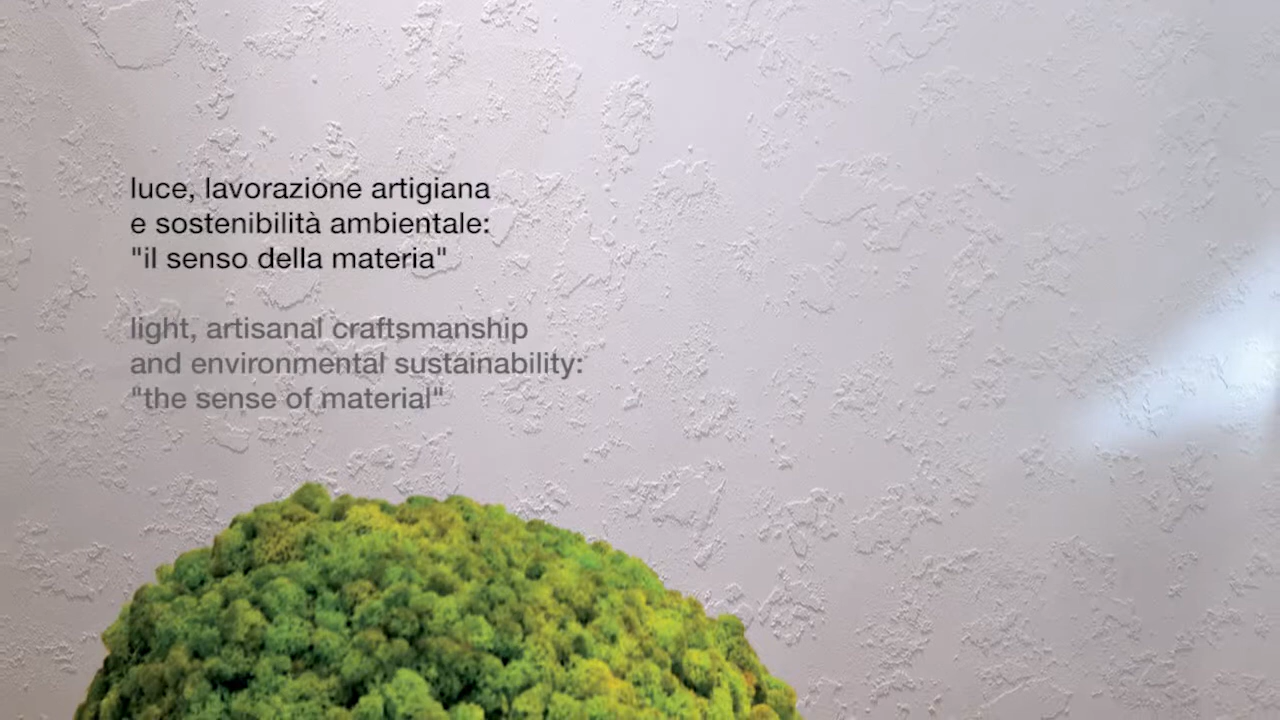 luce, lavorazione artigiana
e sostenibilità ambientale:
"il senso della materia"
light, artisanal craftsmanship
and environmental sustainability:
"the sense of material"